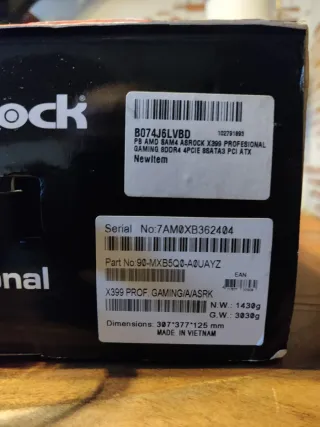 ROCK
B074J6LVBD 102791893
PB AMD SAM4 ASROCK X399 PROFESIONAL
GAMING 8DDR4 4PCIE 8SATA3 PCI ATX
NewItem
Serial No:7AM0XB362404
Part No:90-MXB5Q0-A0UAYZ
EAN
X399 PROF. GAMING/A/ASRK
N.W.: 1430g
G.W.: 3030g
Dimensions: 307*377*125 mm
MADE IN VIETNAM
onal